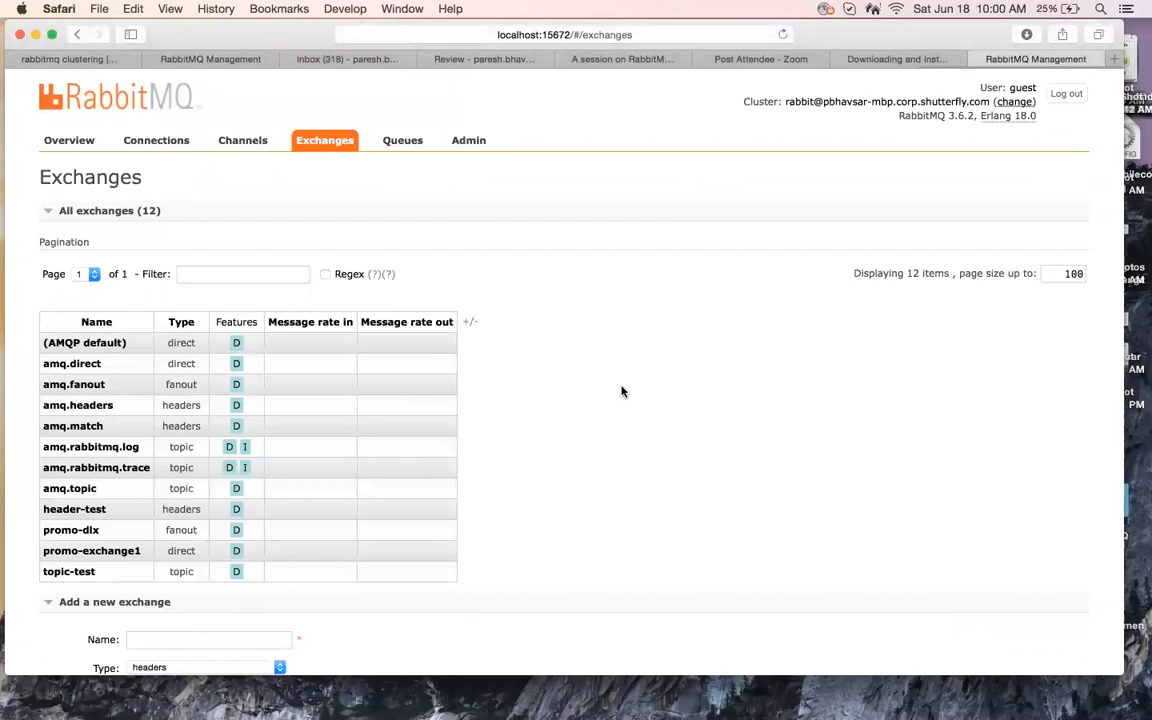 Safari File Edit View History Bookmarks Develop Window Help Sat Jun 18 10:00 AM 25%
localhost:15672/#/exchanges
rabbitmq clustering |... RabbitMQ Management Inbox (318) - paresh.b... Review - paresh.bhav... A session on RabbitM... Post Attendee - Zoom Downloading and Inst... RabbitMQ Management
RabbitMQ
User: guest
Log out
Cluster: rabbit@pbhavsar-mbp.corp.shutterfly.com (change)
RabbitMQ 3.6.2, Erlang 18.0
Overview Connections Channels Exchanges Queues Admin
Exchanges
All exchanges (12)
Pagination
Page 1 of 1 - Filter: Regex (?)(?) Displaying 12 items , page size up to: 100
Name Type Features Message rate in Message rate out +/-
(AMQP default) direct D
amq.direct direct D
amq.fanout fanout D
amq.headers headers D
amq.match headers D
amq.rabbitmq.log topic D I
amq.rabbitmq.trace topic D I
amq.topic topic D
header-test headers D
promo-dlx fanout D
promo-exchange1 direct D
topic-test topic D
Add a new exchange
Name: *
Type: headers